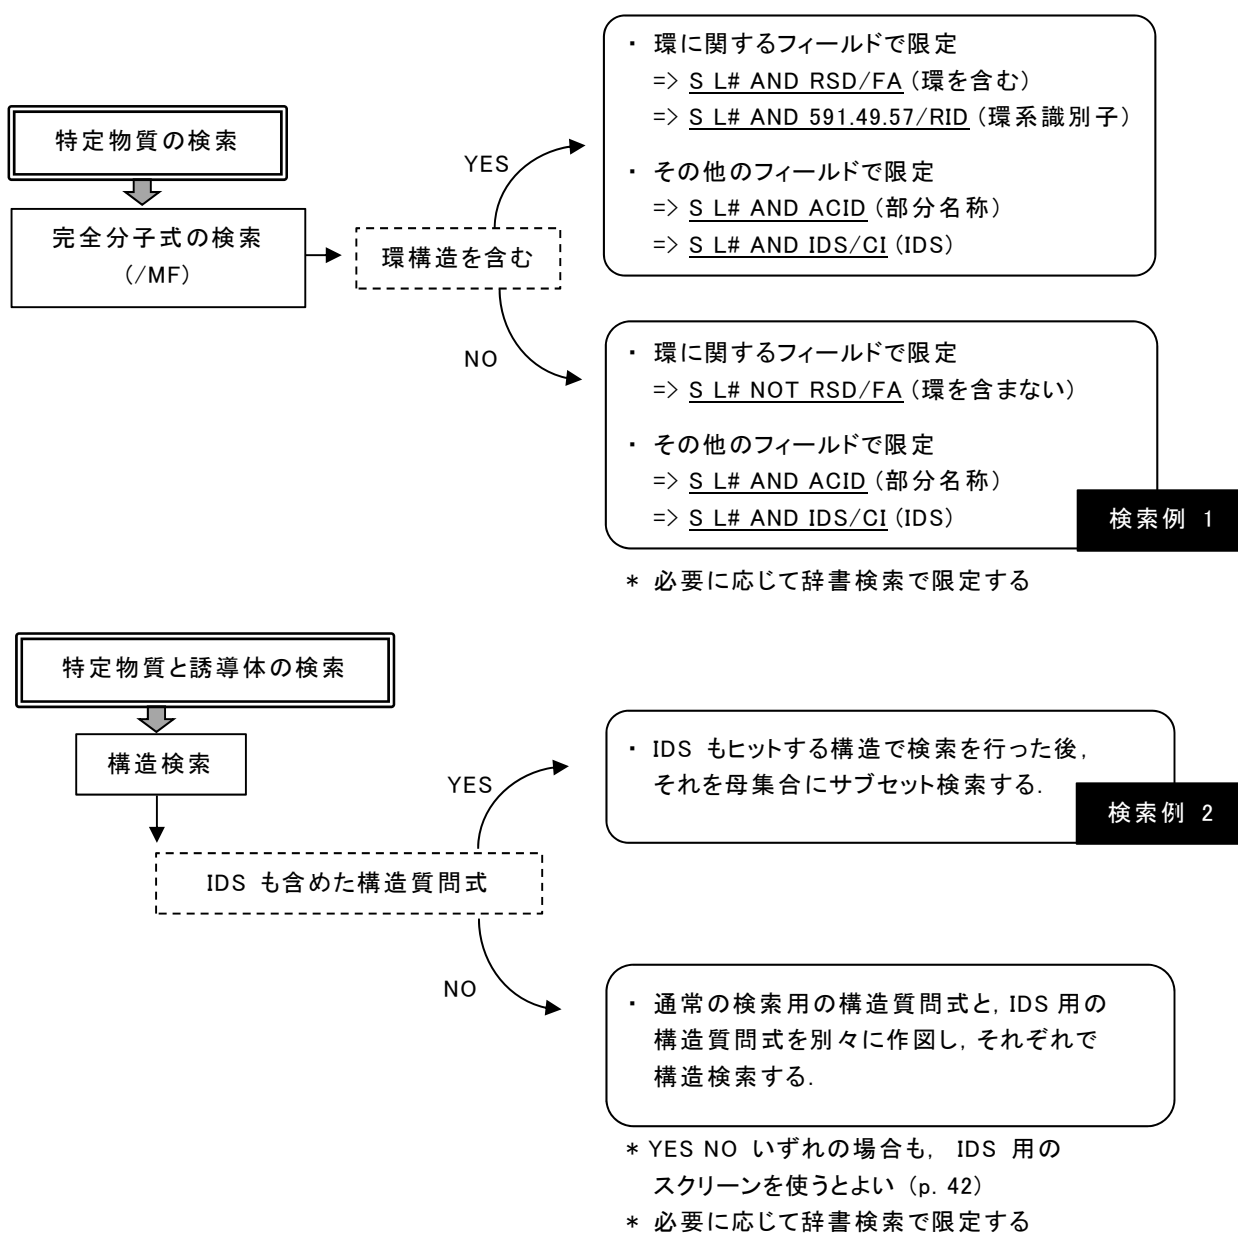 特定物質の検索
完全分子式の検索
(/MF)
環構造を含む
YES
NO
・ 環に関するフィールドで限定
=> S L# AND RSD/FA (環を含む)
=> S L# AND 591.49.57/RID (環系識別子)
・ その他のフィールドで限定
=> S L# AND ACID (部分名称)
=> S L# AND IDS/CI (IDS)
・ 環に関するフィールドで限定
=> S L# NOT RSD/FA (環を含まない)
・ その他のフィールドで限定
=> S L# AND ACID (部分名称)
=> S L# AND IDS/CI (IDS)
検索例 1
* 必要に応じて辞書検索で限定する
特定物質と誘導体の検索
構造検索
IDS も含めた構造質問式
YES
NO
・ IDS もヒットする構造で検索を行った後,
それを母集合にサブセット検索する.
検索例 2
・ 通常の検索用の構造質問式と, IDS 用の
構造質問式を別々に作図し, それぞれで
構造検索する.
* YES NO いずれの場合も, IDS 用の
スクリーンを使うとよい (p. 42)
* 必要に応じて辞書検索で限定する